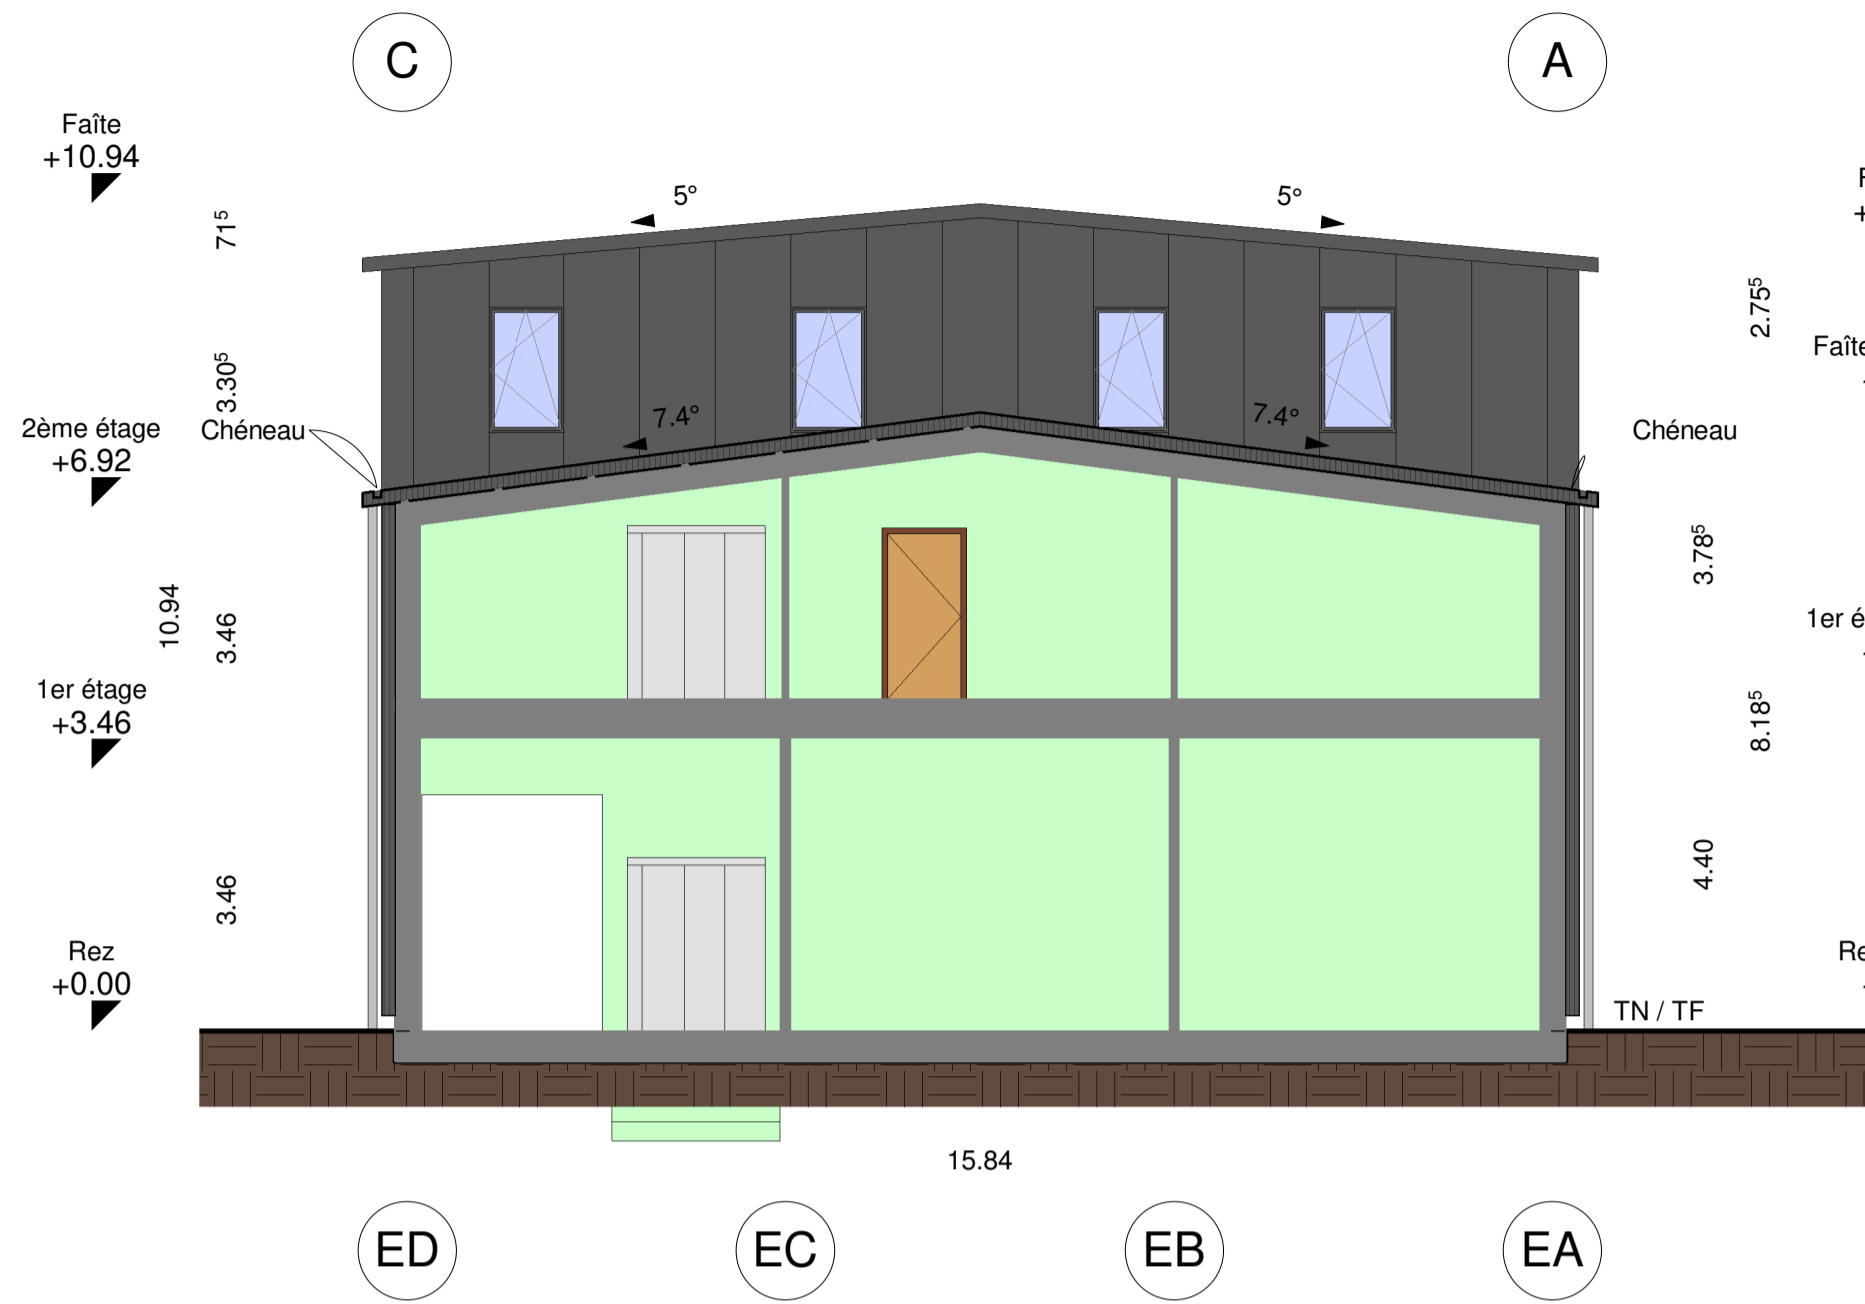 C
A
Faîte
+10.94
71⁵
5°
5°
3.30⁵
2.75⁵
Faîte
7.4°
7.4°
2ème étage
+6.92
Chéneau
Chéneau
10.94
3.46
3.78⁵
1er étage
+3.46
8.18⁵
1er é
3.46
4.40
Rez
+0.00
Re
TN / TF
15.84
ED
EC
EB
EA